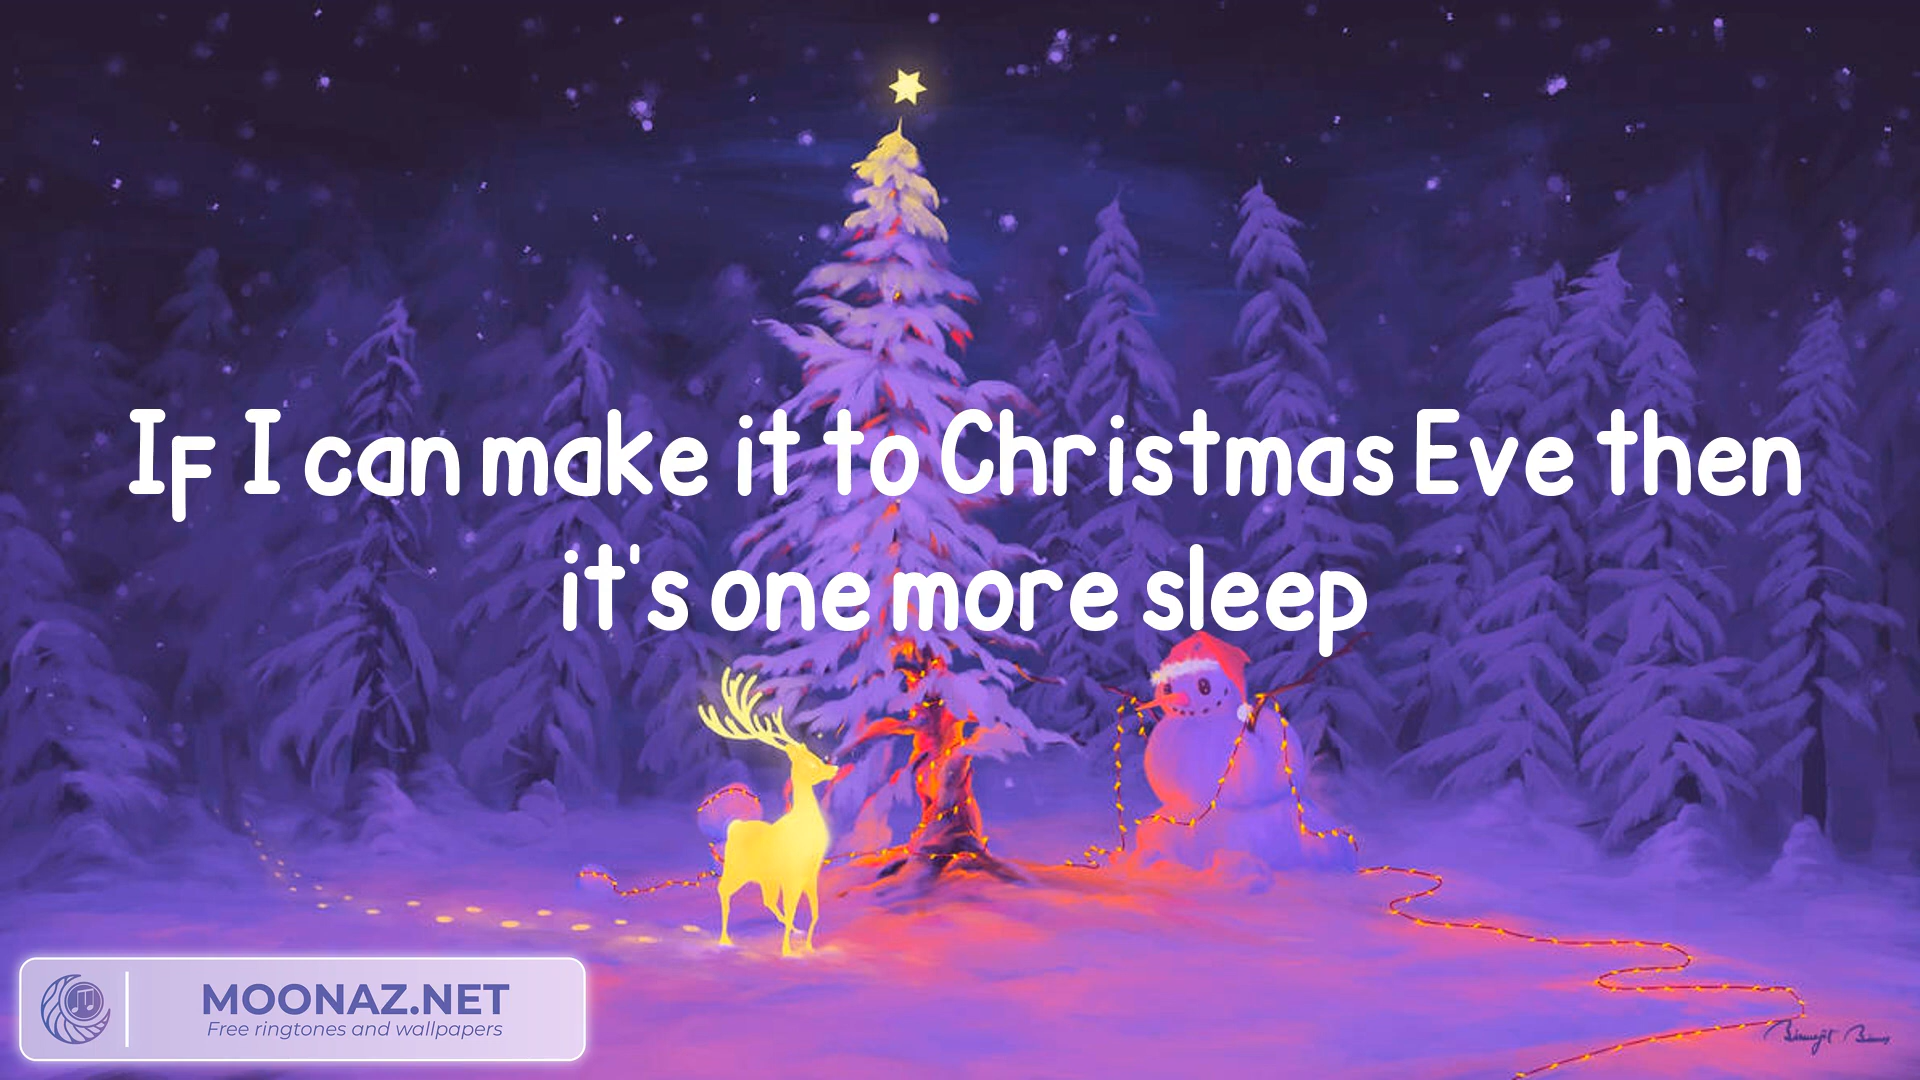 If I can make it to Christmas Eve then
it's one more sleep
MOONAZ.NET
Free ringtones and wallpapers